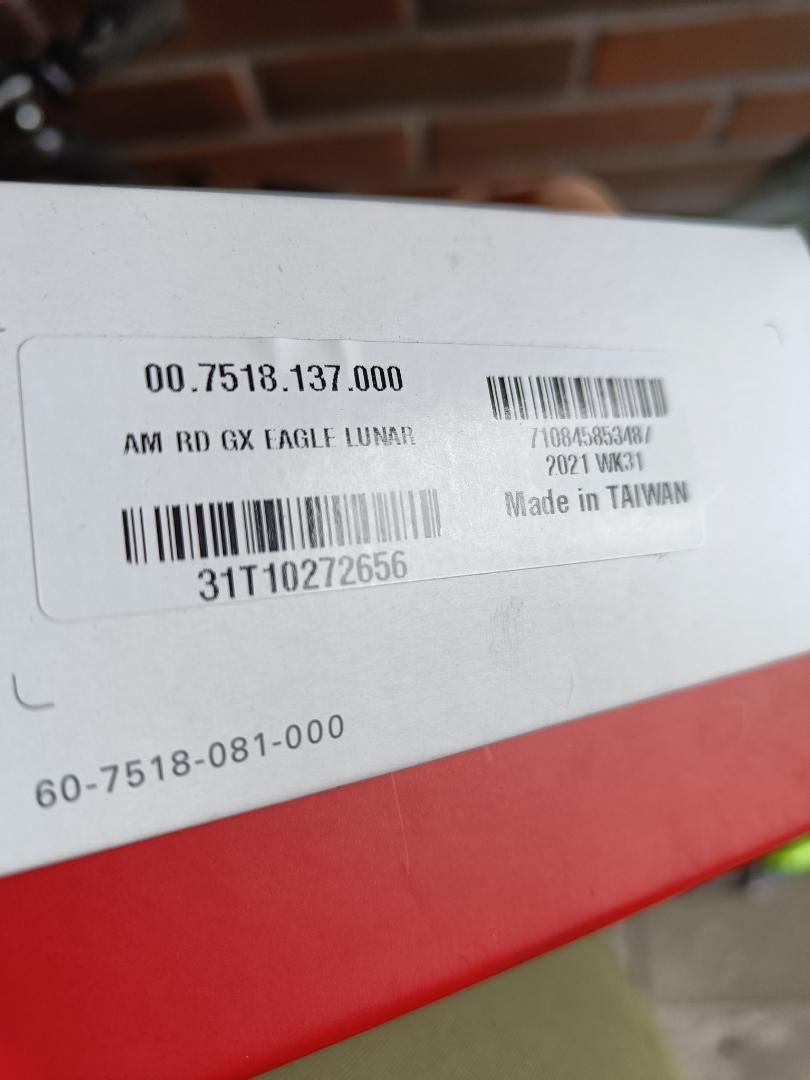 00.7518.137.000
AM RD GX EAGLE LUNAR
31T10272656
710845853487
2021 WK31
Made in TAIWAN
60-7518-081-000